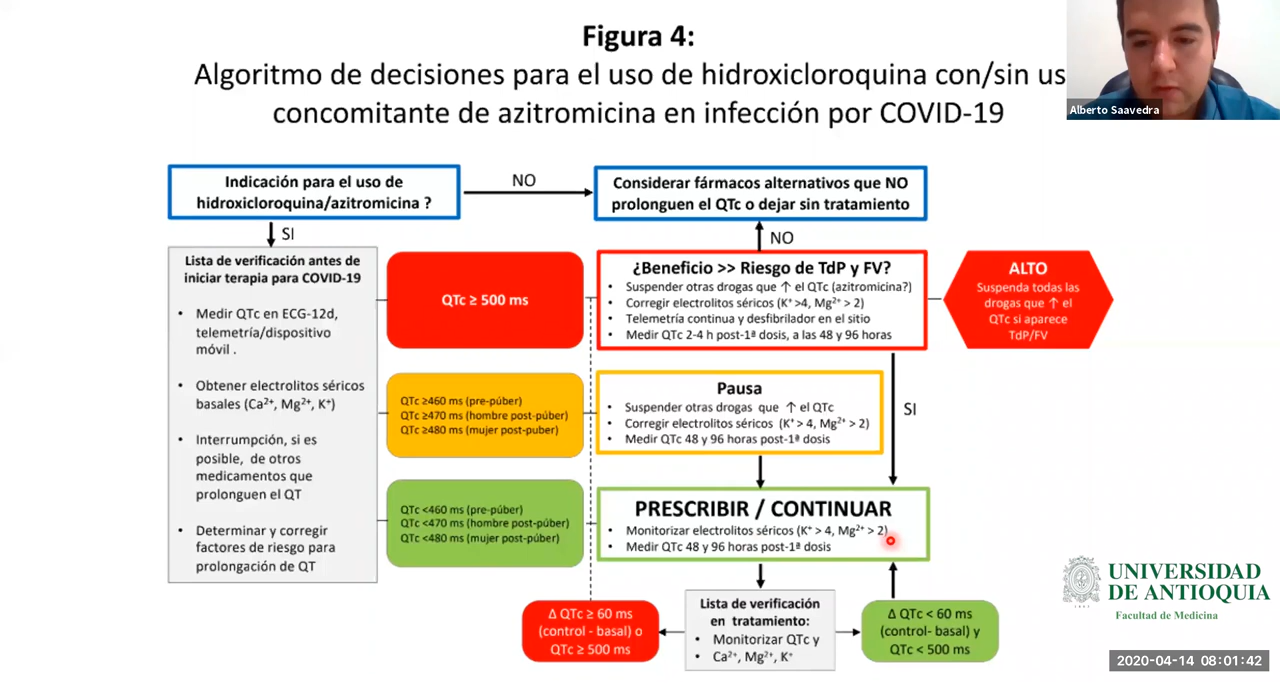 Figura 4:
Algoritmo de decisiones para el uso de hidroxicloroquina con/sin us
concomitante de azitromicina en infección por COVID-19
Alberto Saavedra
Indicación para el uso de
hidroxicloroquina/azitromicina ?
NO
Considerar fármacos alternativos que NO
prolonguen el QTc o dejar sin tratamiento
SI
NO
Lista de verificación antes de
iniciar terapia para COVID-19
• Medir QTc en ECG-12d,
telemetría/dispositivo
móvil .
• Obtener electrolitos séricos
basales (Ca²⁺, Mg²⁺, K⁺)
• Interrumpción, si es
posible, de otros
medicamentos que
prolonguen el QT
• Determinar y corregir
factores de riesgo para
prolongación de QT
QTc ≥ 500 ms
¿Beneficio >> Riesgo de TdP y FV?
• Suspender otras drogas que ↑ el QTc (azitromicina?)
• Corregir electrolitos séricos (K⁺ >4, Mg²⁺ > 2)
• Telemetría continua y desfibrilador en el sitio
• Medir QTC 2-4 h post-1ª dosis, a las 48 y 96 horas
ALTO
Suspenda todas las
drogas que ↑ el
QTc si aparece
TdP/FV
QTc ≥460 ms (pre-púber)
QTc ≥470 ms (hombre post-púber)
QTc ≥480 ms (mujer post-puber)
Pausa
• Suspender otras drogas que ↑ el QTc
• Corregir electrolitos séricos (K⁺ > 4, Mg²⁺ > 2)
• Medir QTC 48 y 96 horas post-1ª dosis
SI
QTc <460 ms (pre-púber)
QTc <470 ms (hombre post-púber)
QTc <480 ms (mujer post-púber)
PRESCRIBIR / CONTINUAR
• Monitorizar electrolitos séricos (K⁺ > 4, Mg²⁺ > 2)
• Medir QTC 48 y 96 horas post-1ª dosis
Δ QTc ≥ 60 ms
(control - basal) o
QTc ≥ 500 ms
Lista de verificación
en tratamiento:
• Monitorizar QTc y
• Ca²⁺, Mg²⁺, K⁺
Δ QTc < 60 ms
(control- basal) y
QTc < 500 ms
UNIVERSIDAD
DE ANTIOQUIA
Facultad de Medicina
2020-04-14 08:01:42